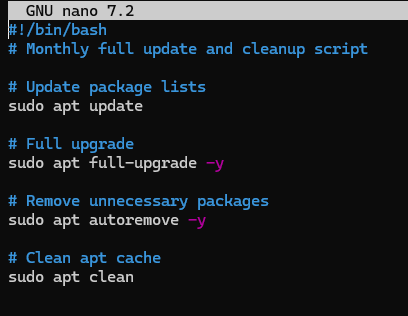 GNU nano 7.2
#!/bin/bash
# Monthly full update and cleanup script
# Update package lists
sudo apt update
# Full upgrade
sudo apt full-upgrade -y
# Remove unnecessary packages
sudo apt autoremove -y
# Clean apt cache
sudo apt clean